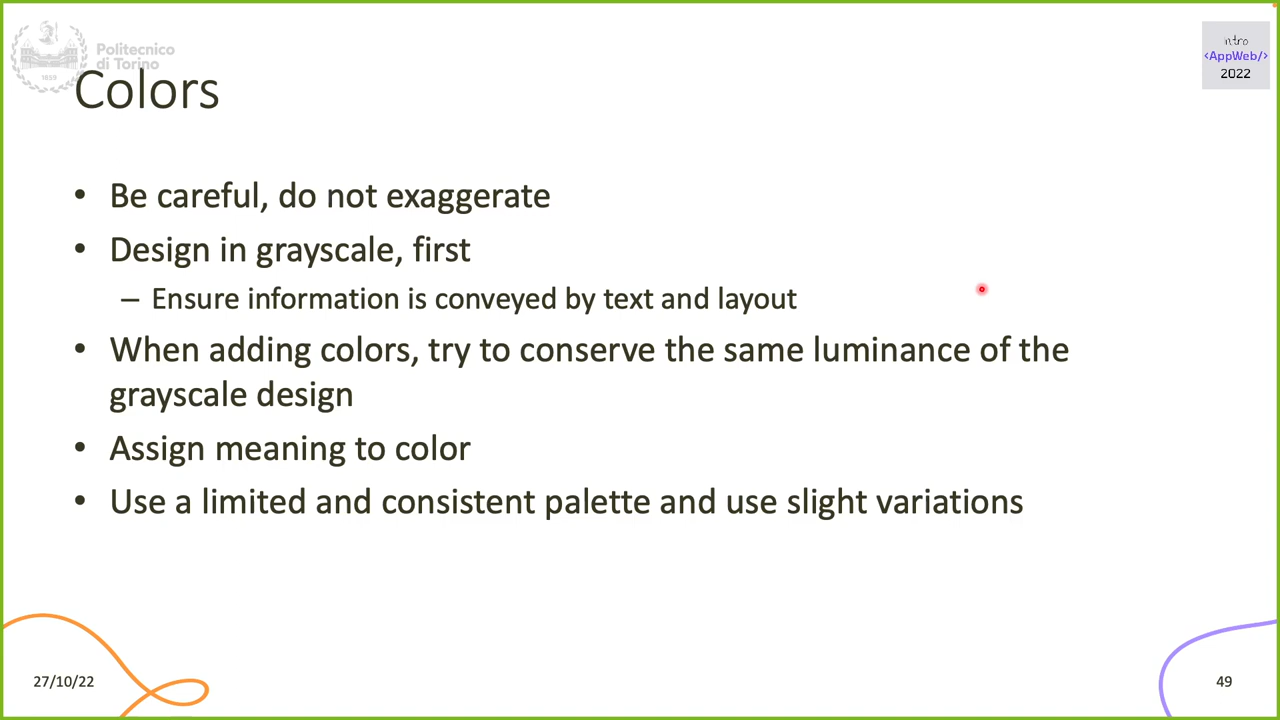 Politecnico
di Torino
1859
intro
<AppWeb/>
2022
Colors
• Be careful, do not exaggerate
• Design in grayscale, first
– Ensure information is conveyed by text and layout
• When adding colors, try to conserve the same luminance of the
grayscale design
• Assign meaning to color
• Use a limited and consistent palette and use slight variations
27/10/22
49